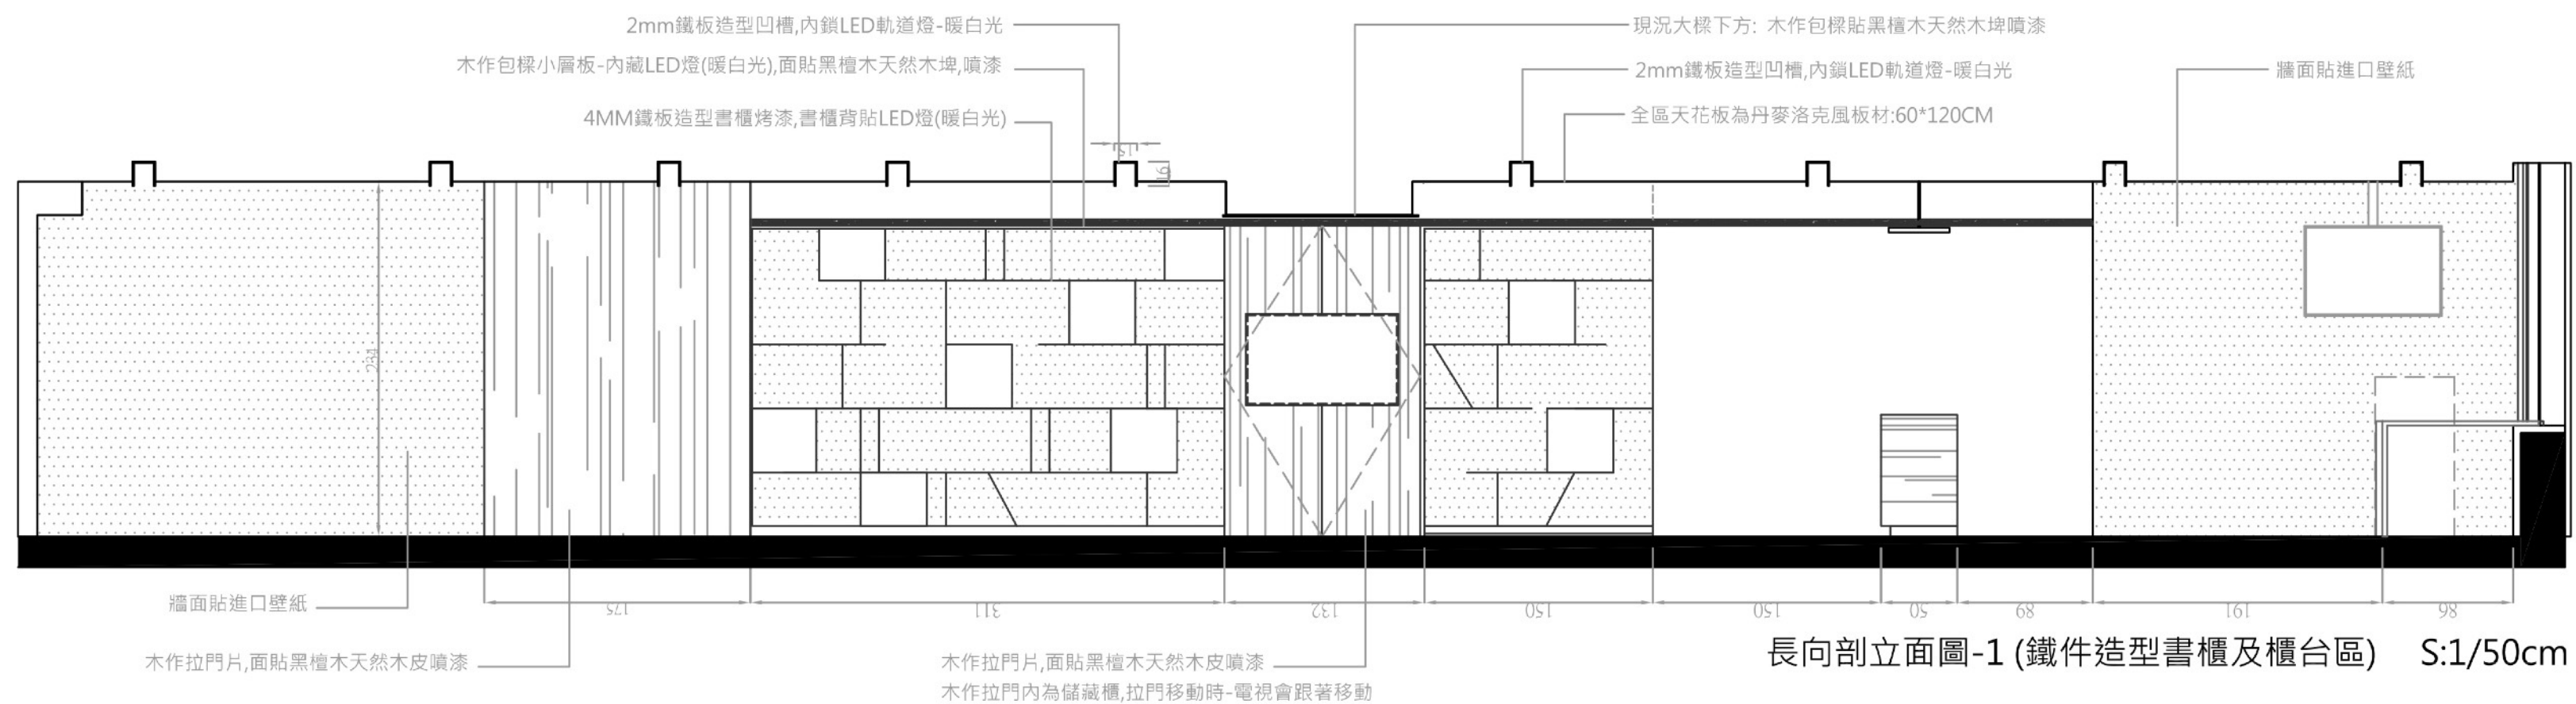 2mm鐵板造型凹槽,內鎖LED軌道燈-暖白光
現況大樑下方: 木作包樑貼黑檀木天然木埤噴漆
木作包樑小層板-內藏LED燈(暖白光),面貼黑檀木天然木埤,噴漆
2mm鐵板造型凹槽,內鎖LED軌道燈-暖白光
牆面貼進口壁紙
4MM鐵板造型書櫃烤漆,書櫃背貼LED燈(暖白光)
全區天花板為丹麥洛克風板材:60*120CM
15
16
234
牆面貼進口壁紙
175
311
132
150
150
50
89
191
86
木作拉門片,面貼黑檀木天然木皮噴漆
木作拉門片,面貼黑檀木天然木皮噴漆
木作拉門內為儲藏櫃,拉門移動時-電視會跟著移動
長向剖立面圖-1 (鐵件造型書櫃及櫃台區) S:1/50cm